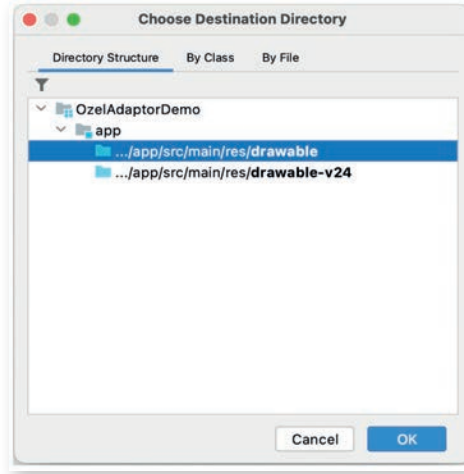 Choose Destination Directory
Directory Structure By Class By File
OzelAdaptorDemo
app
.../app/src/main/res/drawable
.../app/src/main/res/drawable-v24
Cancel OK